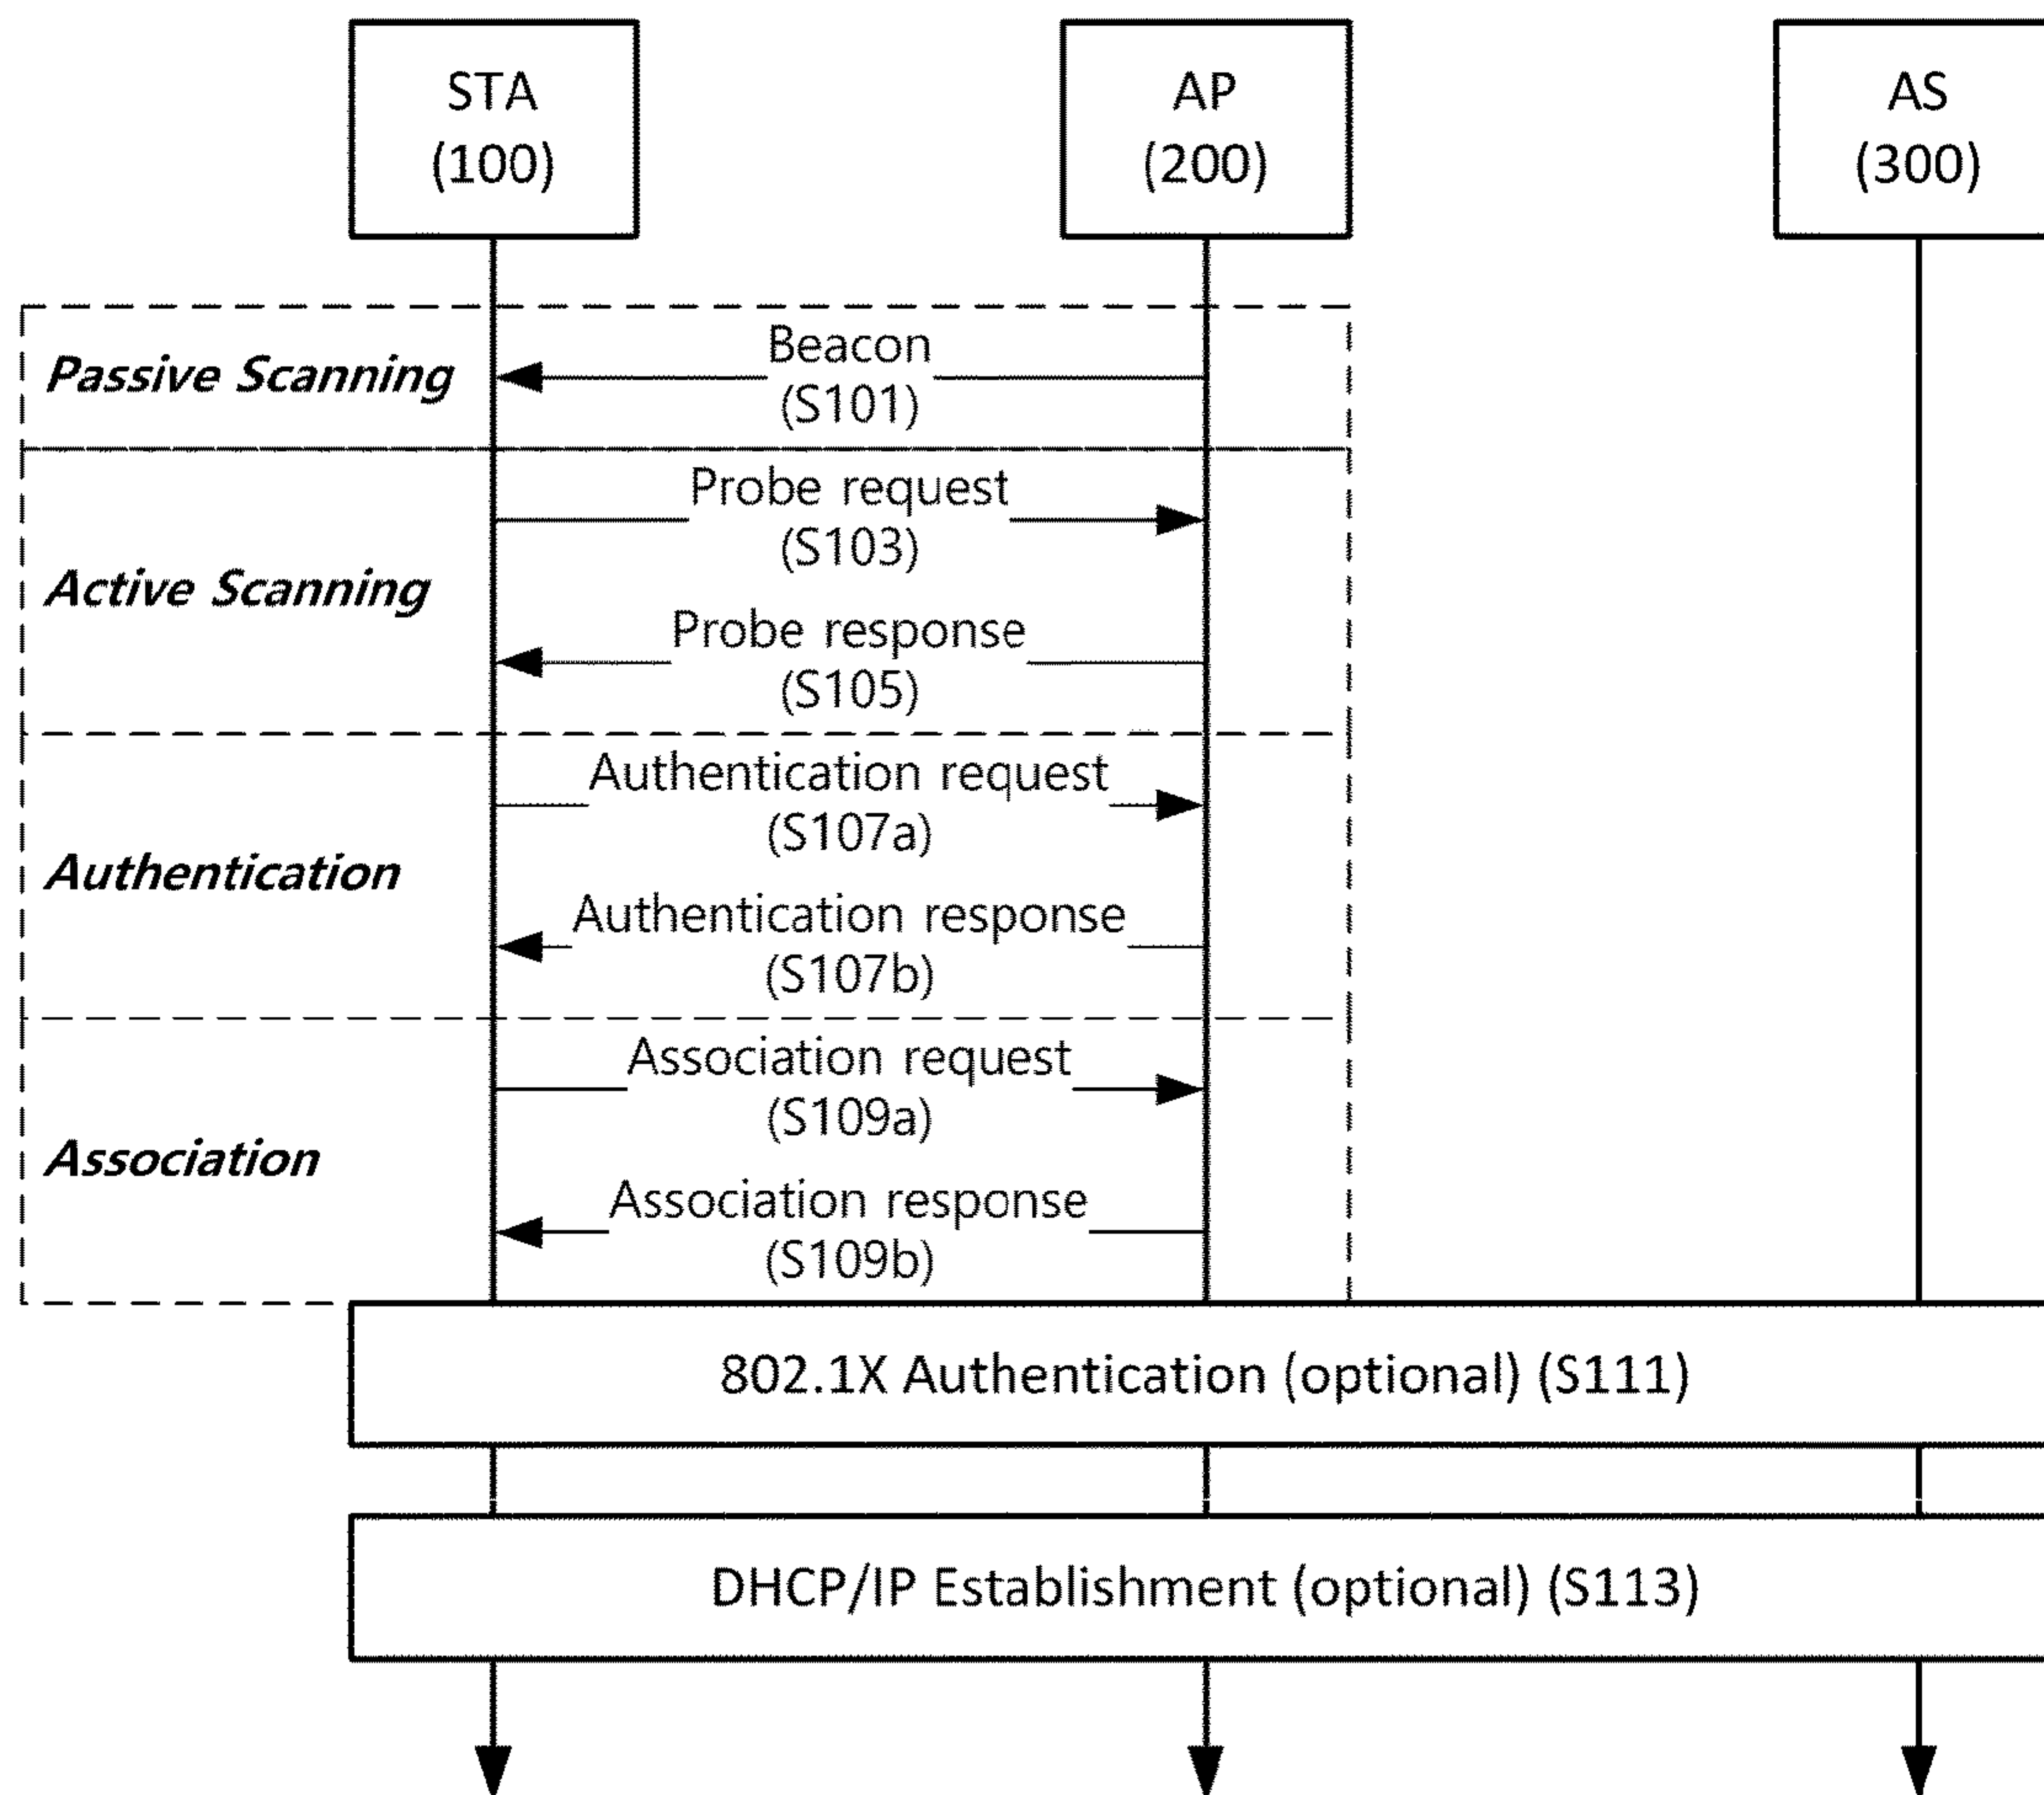 STA
(100)
AP
(200)
AS
(300)
Passive Scanning
Beacon
(S101)
Active Scanning
Probe request
(S103)
Probe response
(S105)
Authentication
Authentication request
(S107a)
Authentication response
(S107b)
Association
Association request
(S109a)
Association response
(S109b)
802.1X Authentication (optional) (S111)
DHCP/IP Establishment (optional) (S113)